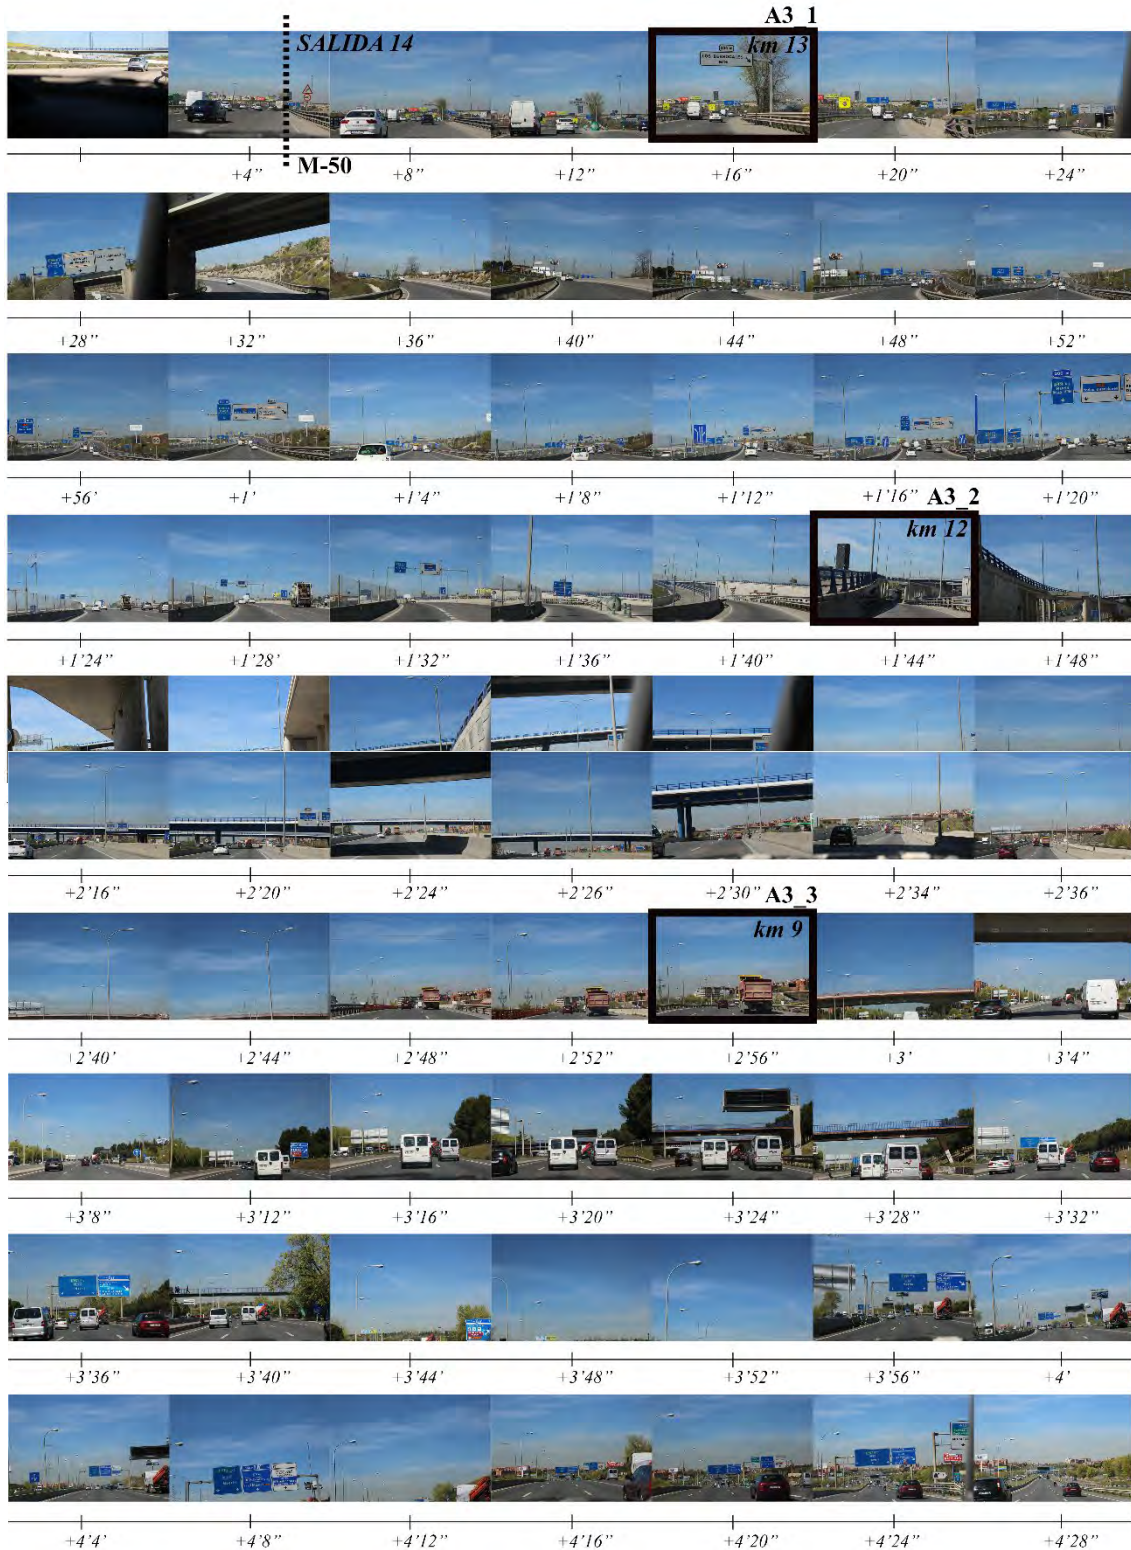 A3_1
SALIDA 14
km 13
M-50
+4” +8” +12” +16” +20” +24”
+28” +32” +36” +40” +44” +48” +52”
+56’ +1’ +1’4” +1’8” +1’12” +1’16” +1’20”
A3_2
km 12
+1’24” +1’28” +1’32” +1’36” +1’40” +1’44” +1’48”
+2’16” +2’20” +2’24” +2’26” +2’30” +2’34” +2’36”
A3_3
km 9
+2’40’ +2’44” +2’48” +2’52” +2’56” +3’ +3’4”
+3’8” +3’12” +3’16” +3’20” +3’24” +3’28” +3’32”
+3’36” +3’40” +3’44’ +3’48” +3’52” +3’56” +4’
+4’4’ +4’8” +4’12” +4’16” +4’20” +4’24” +4’28”